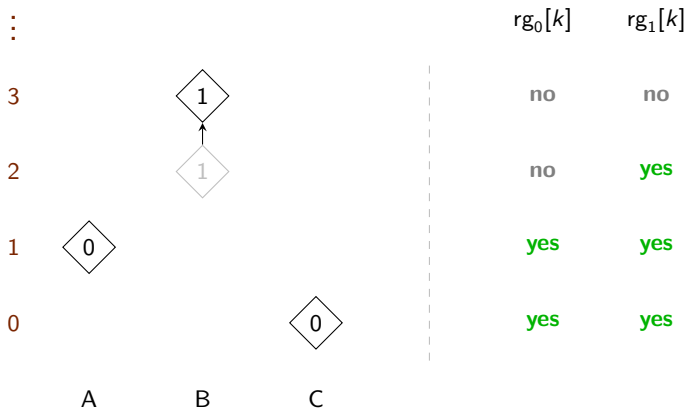 ⋮ rg₀[k] rg₁[k]
3 1 no no
2 1 no yes
1 0 yes yes
0 0 yes yes
A B C